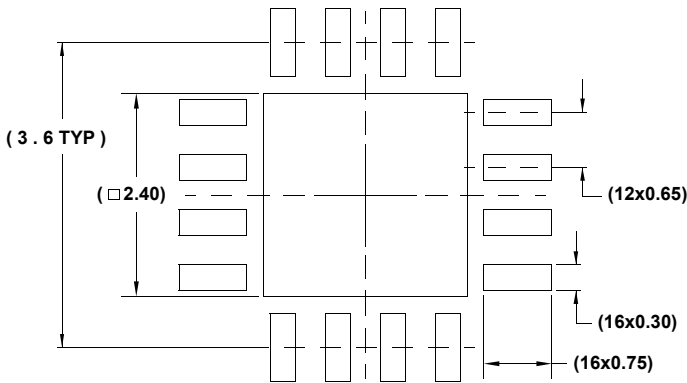 ( 3 . 6 TYP )
( □ 2.40)
(12x0.65)
(16x0.30)
(16x0.75)